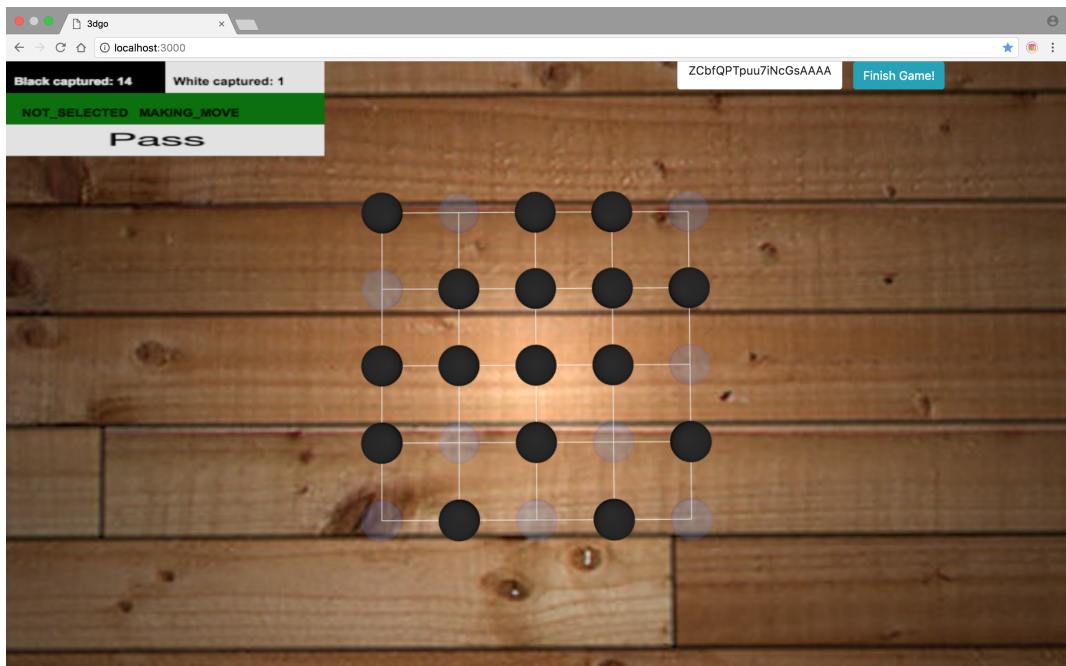 3dgo
localhost:3000
Black captured: 14
White captured: 1
ZCbfQPTpuu7iNcGsAAAA
Finish Game!
NOT_SELECTED MAKING_MOVE
Pass